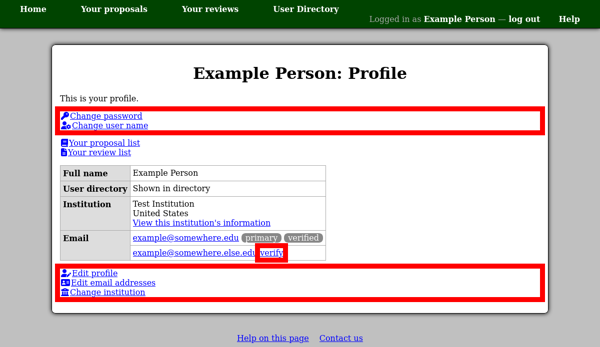 Home Your proposals Your reviews User Directory
Logged in as Example Person — log out Help
Example Person: Profile
This is your profile.
Change password
Change user name
Your proposal list
Your review list
Full name Example Person
User directory Shown in directory
Institution Test Institution
United States
View this institution's information
Email example@somewhere.edu primary verified
example@somewhere.else.edu verify
Edit profile
Edit email addresses
Change institution
Help on this page Contact us